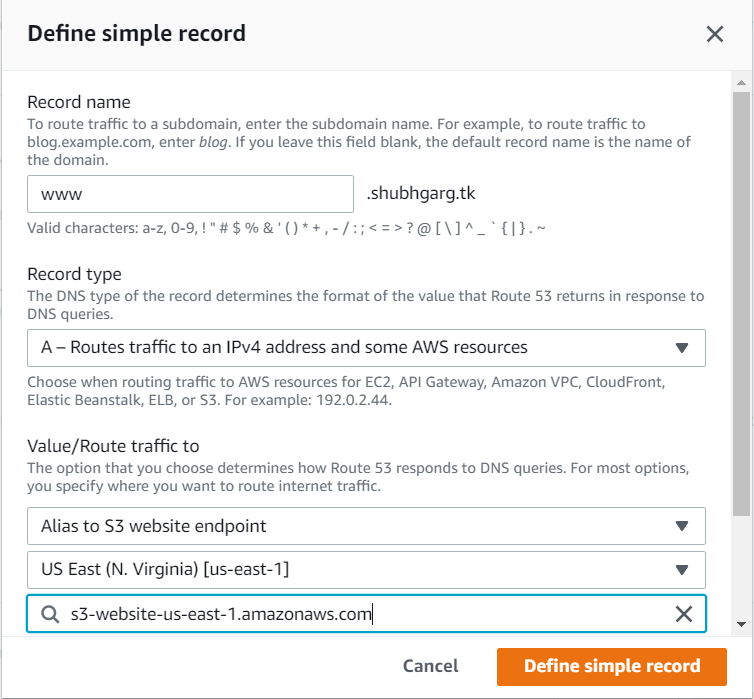 Define simple record
Record name
To route traffic to a subdomain, enter the subdomain name. For example, to route traffic to
blog.example.com, enter blog. If you leave this field blank, the default record name is the name of
the domain.
www .shubhgarg.tk
Valid characters: a-z, 0-9, ! " # $ % & ' ( ) * + , - / : ; < = > ? @ [ \ ] ^ _ ` { | } . ~
Record type
The DNS type of the record determines the format of the value that Route 53 returns in response to
DNS queries.
A – Routes traffic to an IPv4 address and some AWS resources
Choose when routing traffic to AWS resources for EC2, API Gateway, Amazon VPC, CloudFront,
Elastic Beanstalk, ELB, or S3. For example: 192.0.2.44.
Value/Route traffic to
The option that you choose determines how Route 53 responds to DNS queries. For most options,
you specify where you want to route internet traffic.
Alias to S3 website endpoint
US East (N. Virginia) [us-east-1]
s3-website-us-east-1.amazonaws.com
Cancel Define simple record